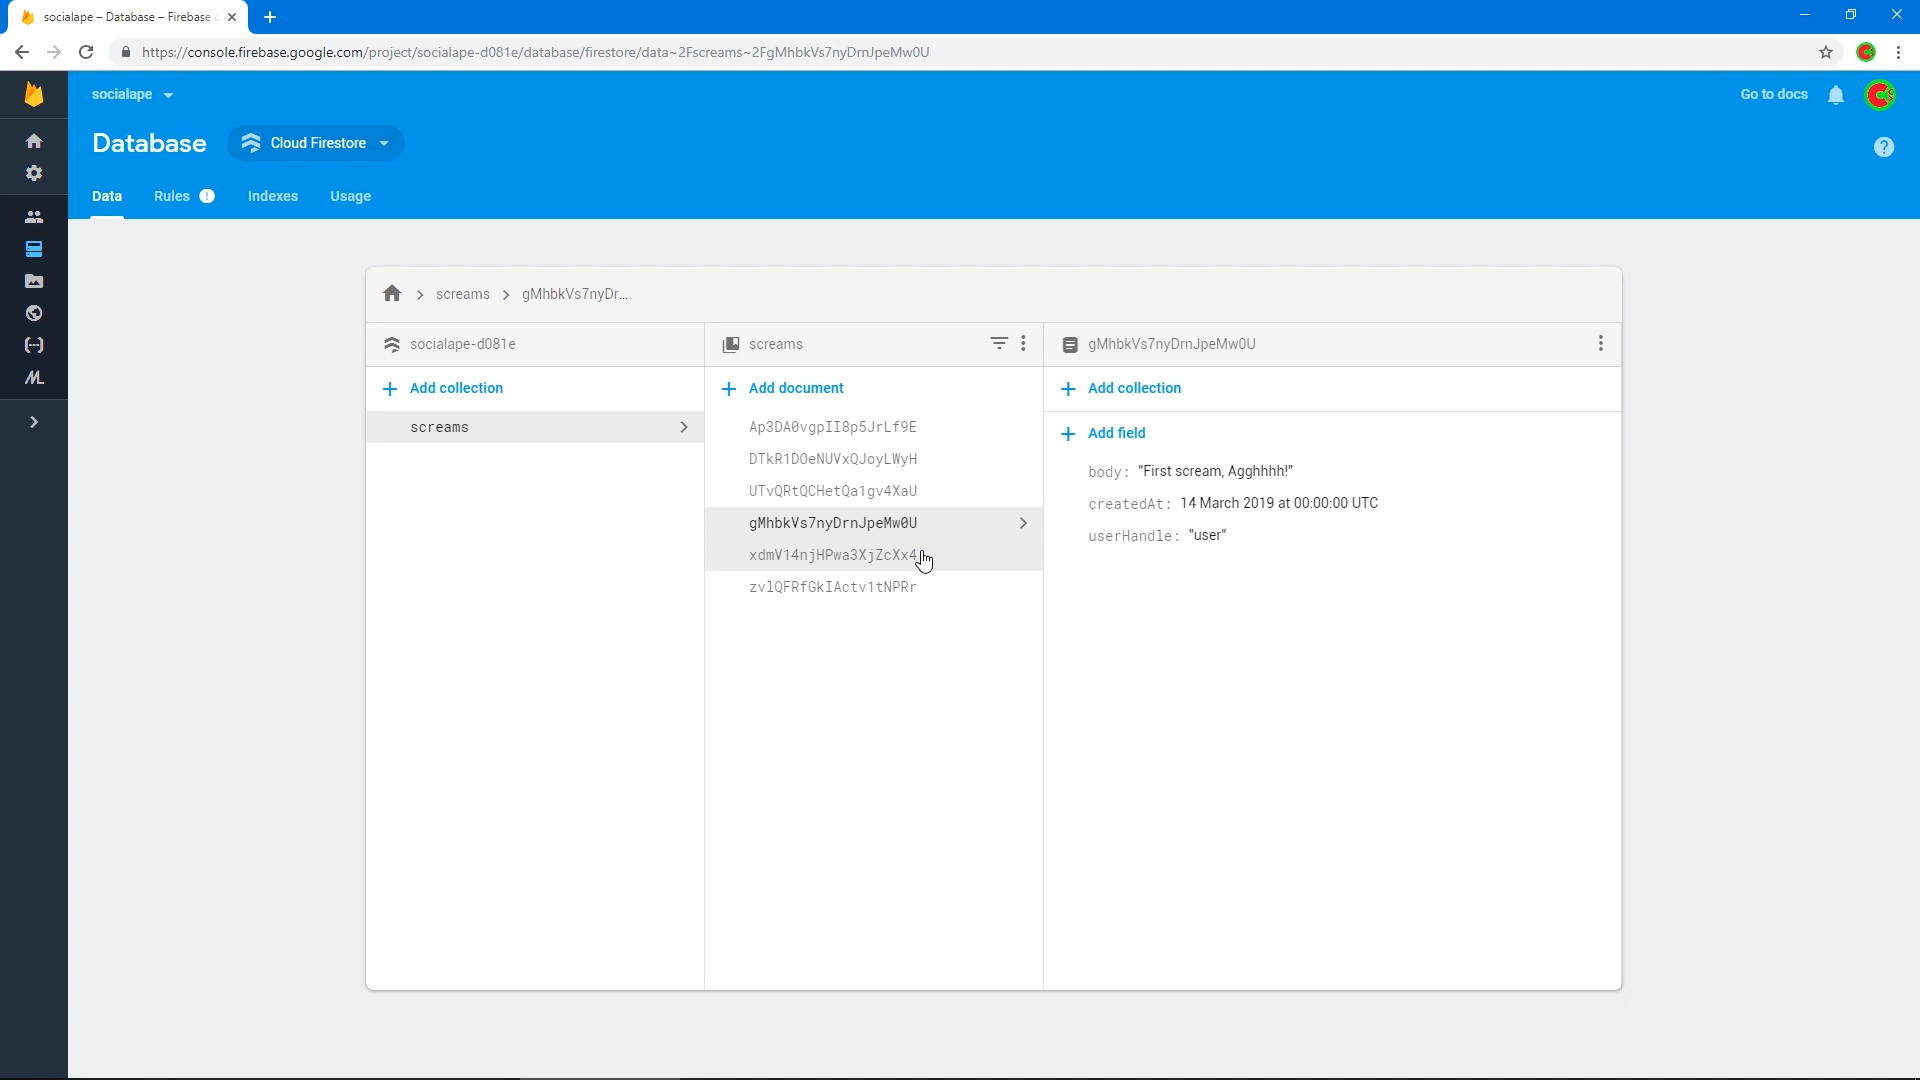 socialape – Database – Firebase
https://console.firebase.google.com/project/socialape-d081e/database/firestore/data~2Fscreams~2FgMhbkVs7nyDrnJpeMw0U
socialape
Go to docs
Database
Cloud Firestore
Data
Rules
Indexes
Usage
screams
gMhbkVs7nyDr...
socialape-d081e
screams
gMhbkVs7nyDrnJpeMw0U
Add collection
Add document
Add collection
screams
Ap3DA0vgpII8p5JrLf9E
DTkR1DOeNUVxQJoyLWyH
UTvQRtQCHetQa1gv4XaU
gMhbkVs7nyDrnJpeMw0U
xdmV14njHPwa3XjZcXx4
zvlQFRfGkIActv1tNPRr
Add field
body: "First scream, Agghhhh!"
createdAt: 14 March 2019 at 00:00:00 UTC
userHandle: "user"